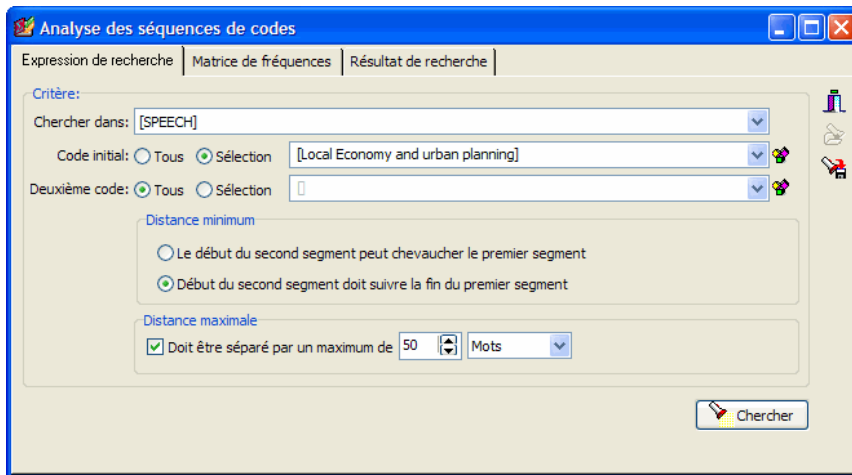 Analyse des séquences de codes
Expression de recherche Matrice de fréquences Résultat de recherche
Critère:
Chercher dans: [SPEECH]
Code initial: Tous Sélection [Local Economy and urban planning]
Deuxième code: Tous Sélection []
Distance minimum
Le début du second segment peut chevaucher le premier segment
Début du second segment doit suivre la fin du premier segment
Distance maximale
Doit être séparé par un maximum de 50 Mots
Chercher